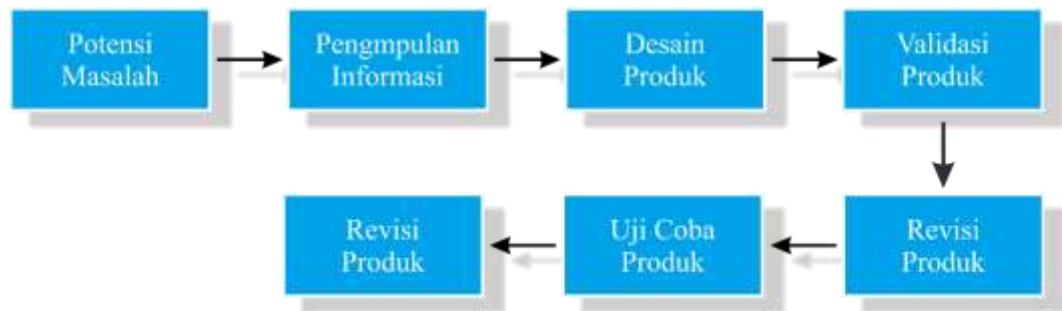 Potensi
Masalah
Pengmpulan
Informasi
Desain
Produk
Validasi
Produk
Revisi
Produk
Uji Coba
Produk
Revisi
Produk